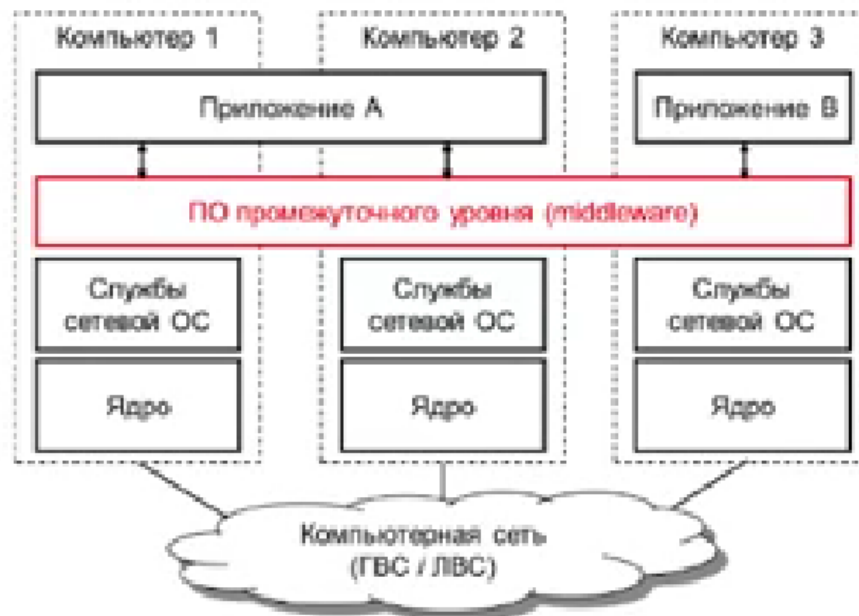 Компьютер 1
Компьютер 2
Компьютер 3
Приложение A
Приложение B
ПО промежуточного уровня (middleware)
Службы
сетевой ОС
Службы
сетевой ОС
Службы
сетевой ОС
Ядро
Ядро
Ядро
Компьютерная сеть
(ГВС / ЛВС)